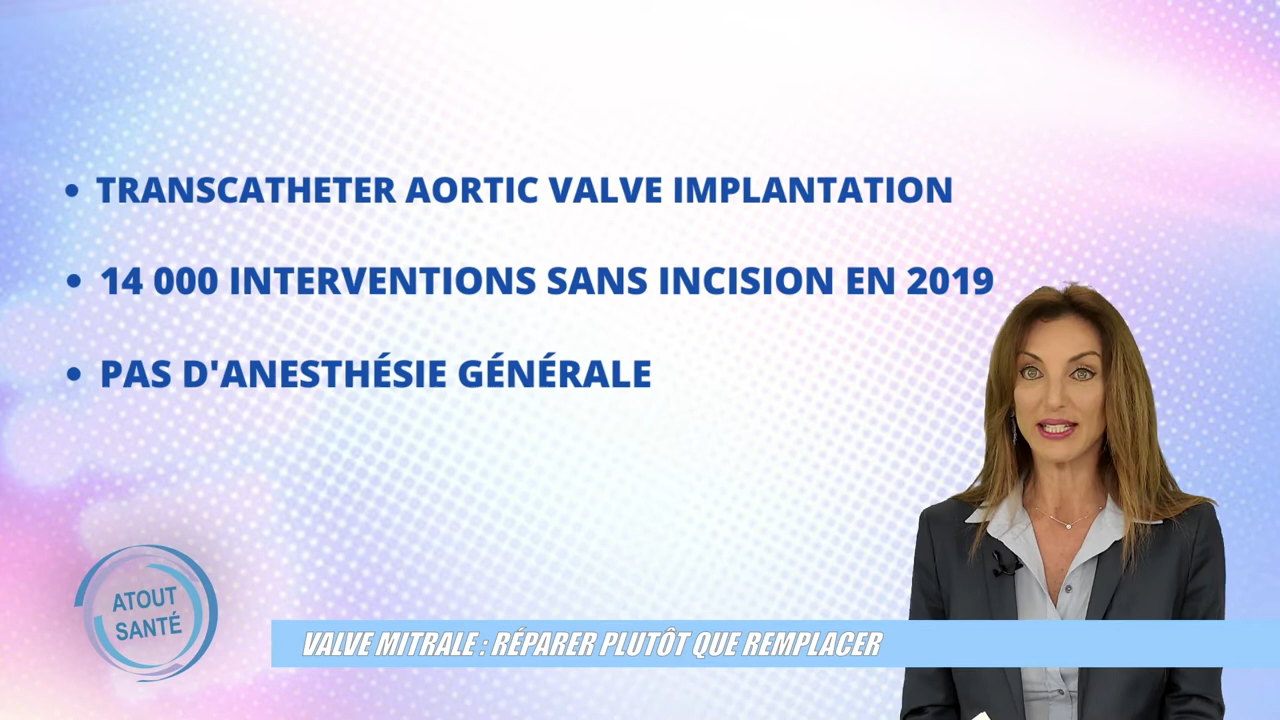 • TRANSCATHETER AORTIC VALVE IMPLANTATION
• 14 000 INTERVENTIONS SANS INCISION EN 2019
• PAS D'ANESTHÉSIE GÉNÉRALE
ATOUT
SANTÉ
VALVE MITRALE : RÉPARER PLUTÔT QUE REMPLACER